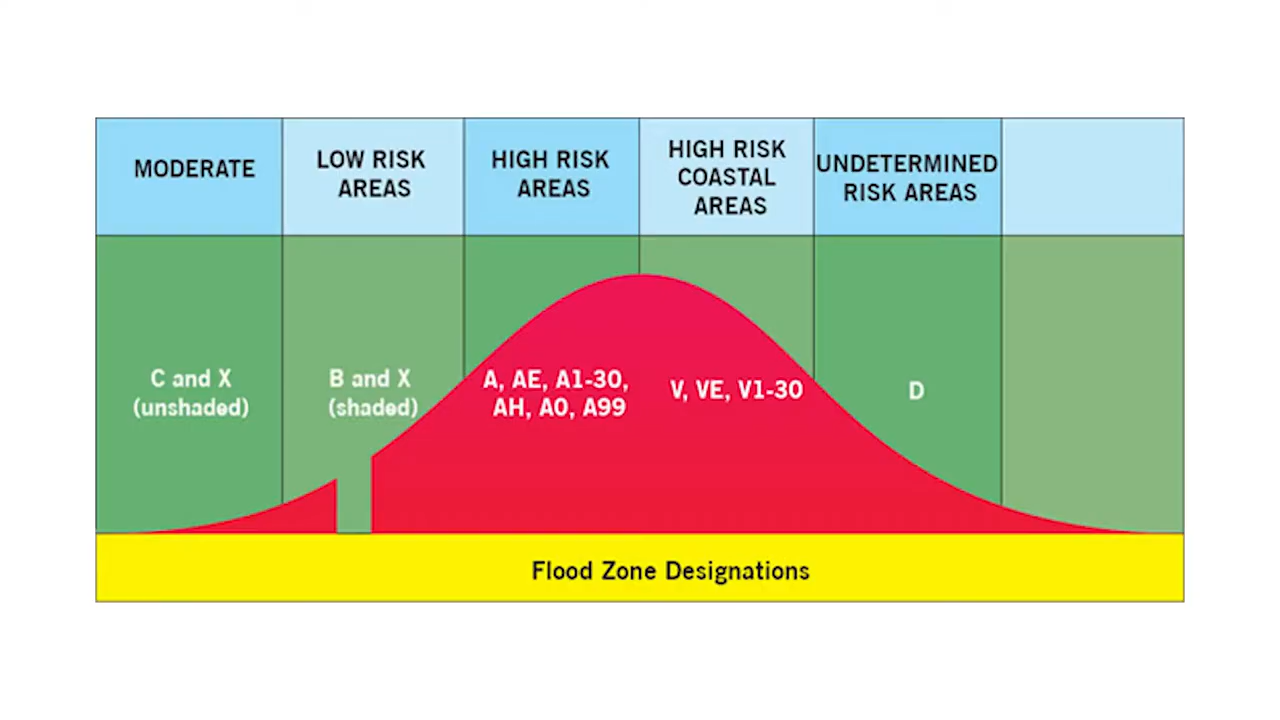 MODERATE
LOW RISK
AREAS
HIGH RISK
AREAS
HIGH RISK
COASTAL
AREAS
UNDETERMINED
RISK AREAS
C and X
(unshaded)
B and X
(shaded)
A, AE, A1-30,
AH, AO, A99
V, VE, V1-30
D
Flood Zone Designations